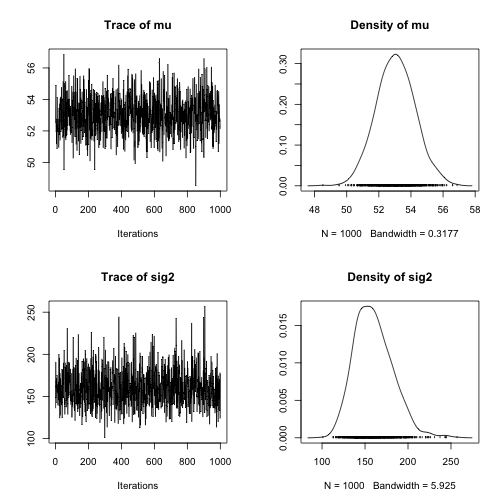 Trace of mu
50 52 54 56
0 200 400 600 800 1000
Iterations
Density of mu
0.00 0.10 0.20 0.30
48 50 52 54 56 58
N = 1000 Bandwidth = 0.3177
Trace of sig2
100 150 200 250
0 200 400 600 800 1000
Iterations
Density of sig2
0.000 0.005 0.010 0.015
100 150 200 250
N = 1000 Bandwidth = 5.925